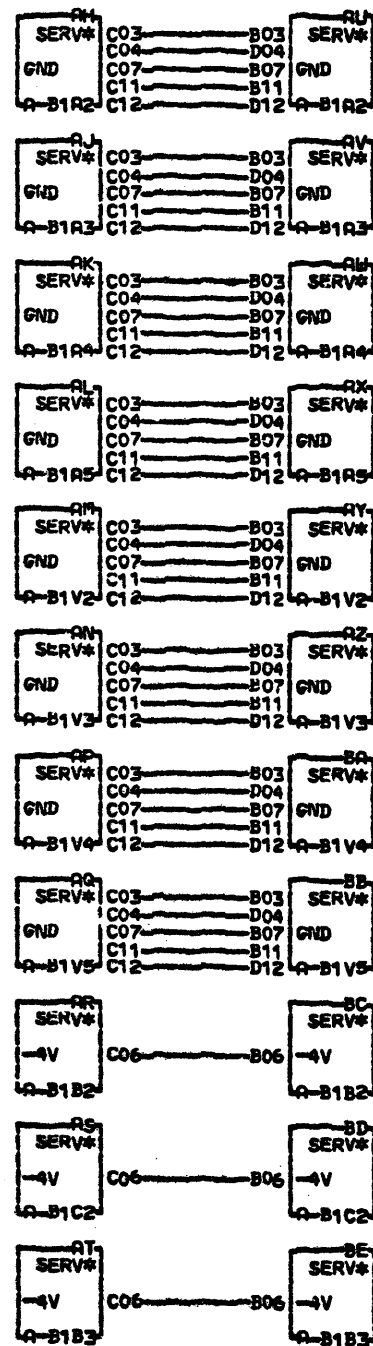 AH AU
SERV* C03 B03 SERV*
C04 D04
GND C07 B07 GND
C11 B11
A-B1A2 C12 D12 A-B1A2
AJ AV
SERV* C03 B03 SERV*
C04 D04
GND C07 B07 GND
C11 B11
A-B1A3 C12 D12 A-B1A3
AK AW
SERV* C03 B03 SERV*
C04 D04
GND C07 B07 GND
C11 B11
A-B1A4 C12 D12 A-B1A4
AL AX
SERV* C03 B03 SERV*
C04 D04
GND C07 B07 GND
C11 B11
A-B1A5 C12 D12 A-B1A5
AM AY
SERV* C03 B03 SERV*
C04 D04
GND C07 B07 GND
C11 B11
A-B1V2 C12 D12 A-B1V2
AN AZ
SERV* C03 B03 SERV*
C04 D04
GND C07 B07 GND
C11 B11
A-B1V3 C12 D12 A-B1V3
AP BA
SERV* C03 B03 SERV*
C04 D04
GND C07 B07 GND
C11 B11
A-B1V4 C12 D12 A-B1V4
AQ BB
SERV* C03 B03 SERV*
C04 D04
GND C07 B07 GND
C11 B11
A-B1V5 C12 D12 A-B1V5
AR BC
SERV* SERV*
-4V C06 B06 -4V
A-B1B2 A-B1B2
AS BD
SERV* SERV*
-4V C06 B06 -4V
A-B1C2 A-B1C2
AT BE
SERV* SERV*
-4V C06 B06 -4V
A-B1B3 A-B1B3